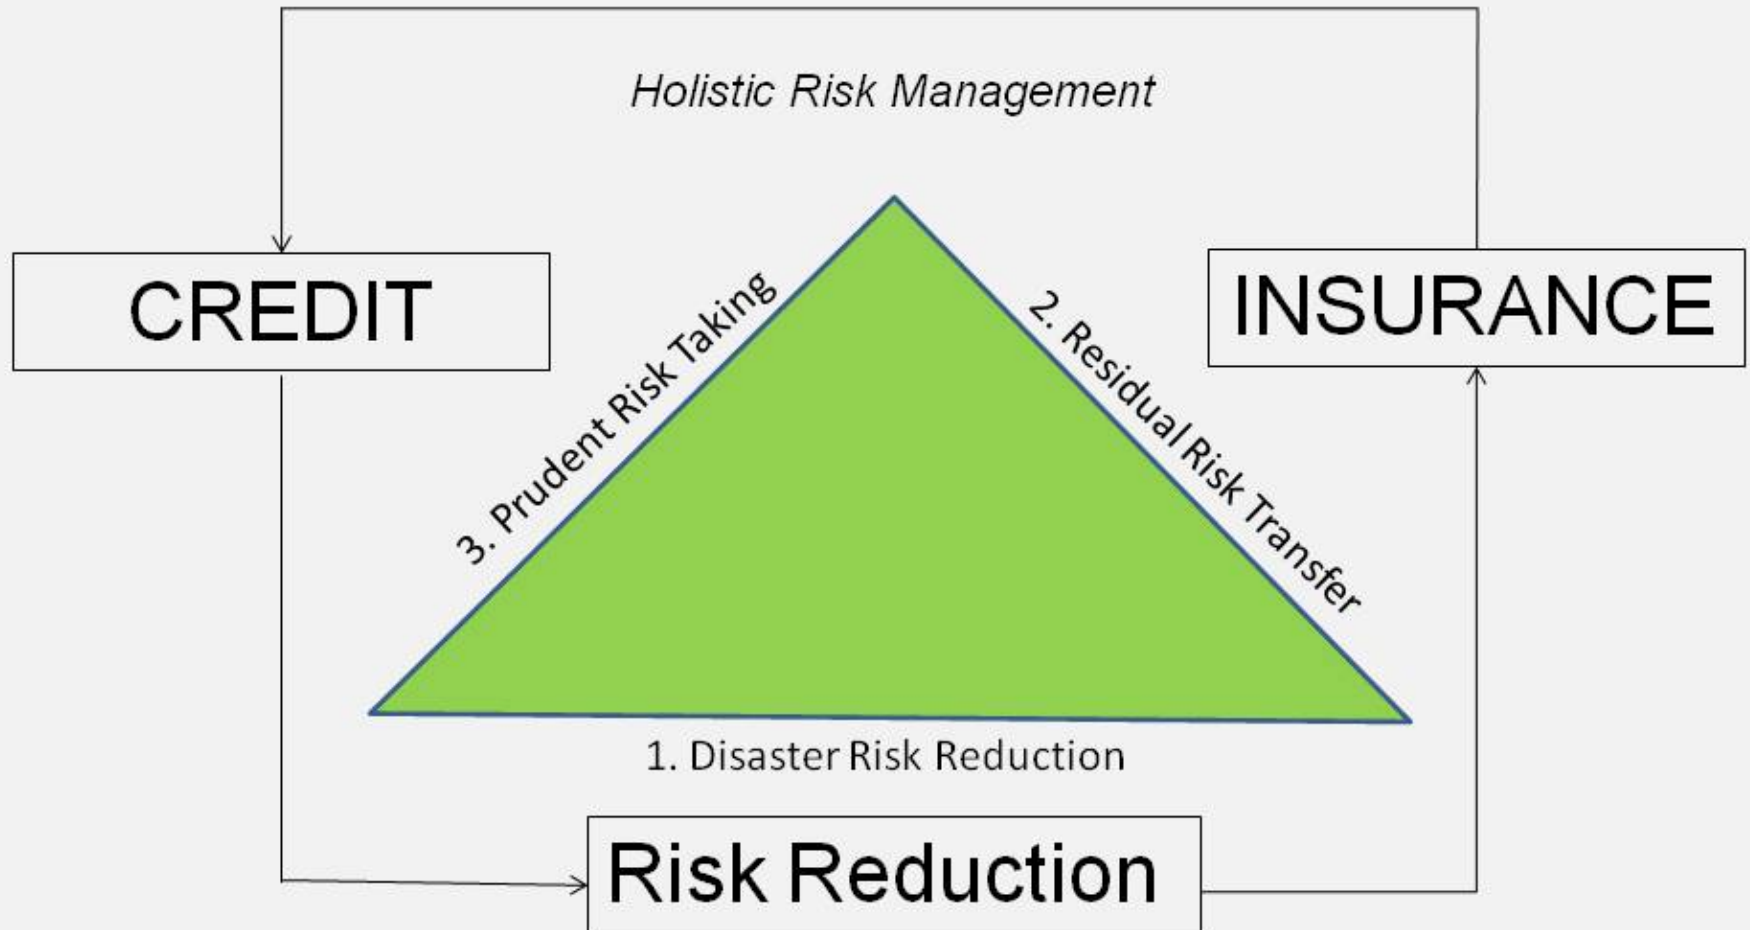 Holistic Risk Management
CREDIT
INSURANCE
3. Prudent Risk Taking
2. Residual Risk Transfer
1. Disaster Risk Reduction
Risk Reduction